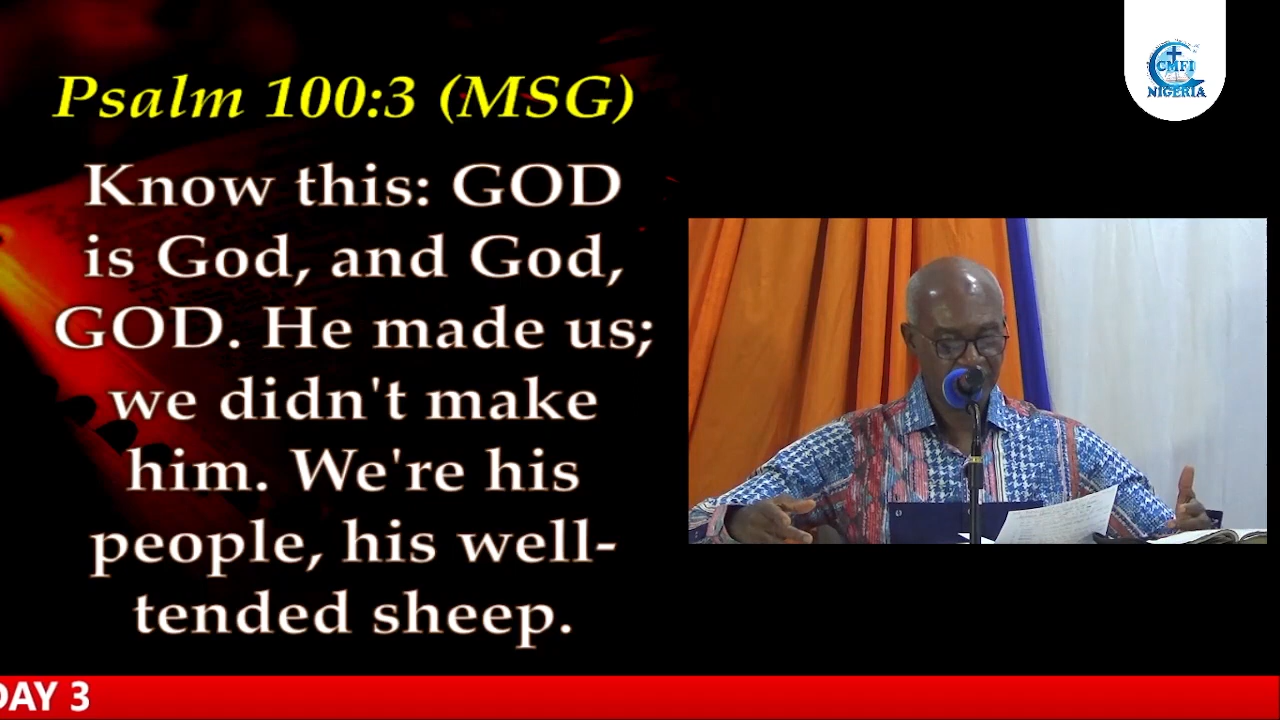 Psalm 100:3 (MSG)
Know this: GOD
is God, and God,
GOD. He made us;
we didn't make
him. We're his
people, his well-
tended sheep.
CMFI
NIGERIA
DAY 3